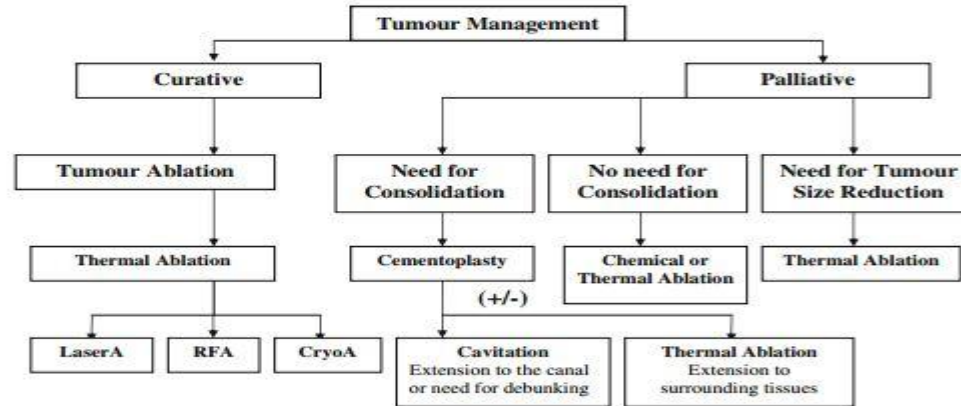 Tumour Management
Curative
Palliative
Tumour Ablation
Need for
Consolidation
No need for
Consolidation
Need for Tumour
Size Reduction
Thermal Ablation
Cementoplasty
Chemical or
Thermal Ablation
Thermal Ablation
(+/-)
LaserA
RFA
CryoA
Cavitation
Extension to the canal
or need for debunking
Thermal Ablation
Extension to
surrounding tissues